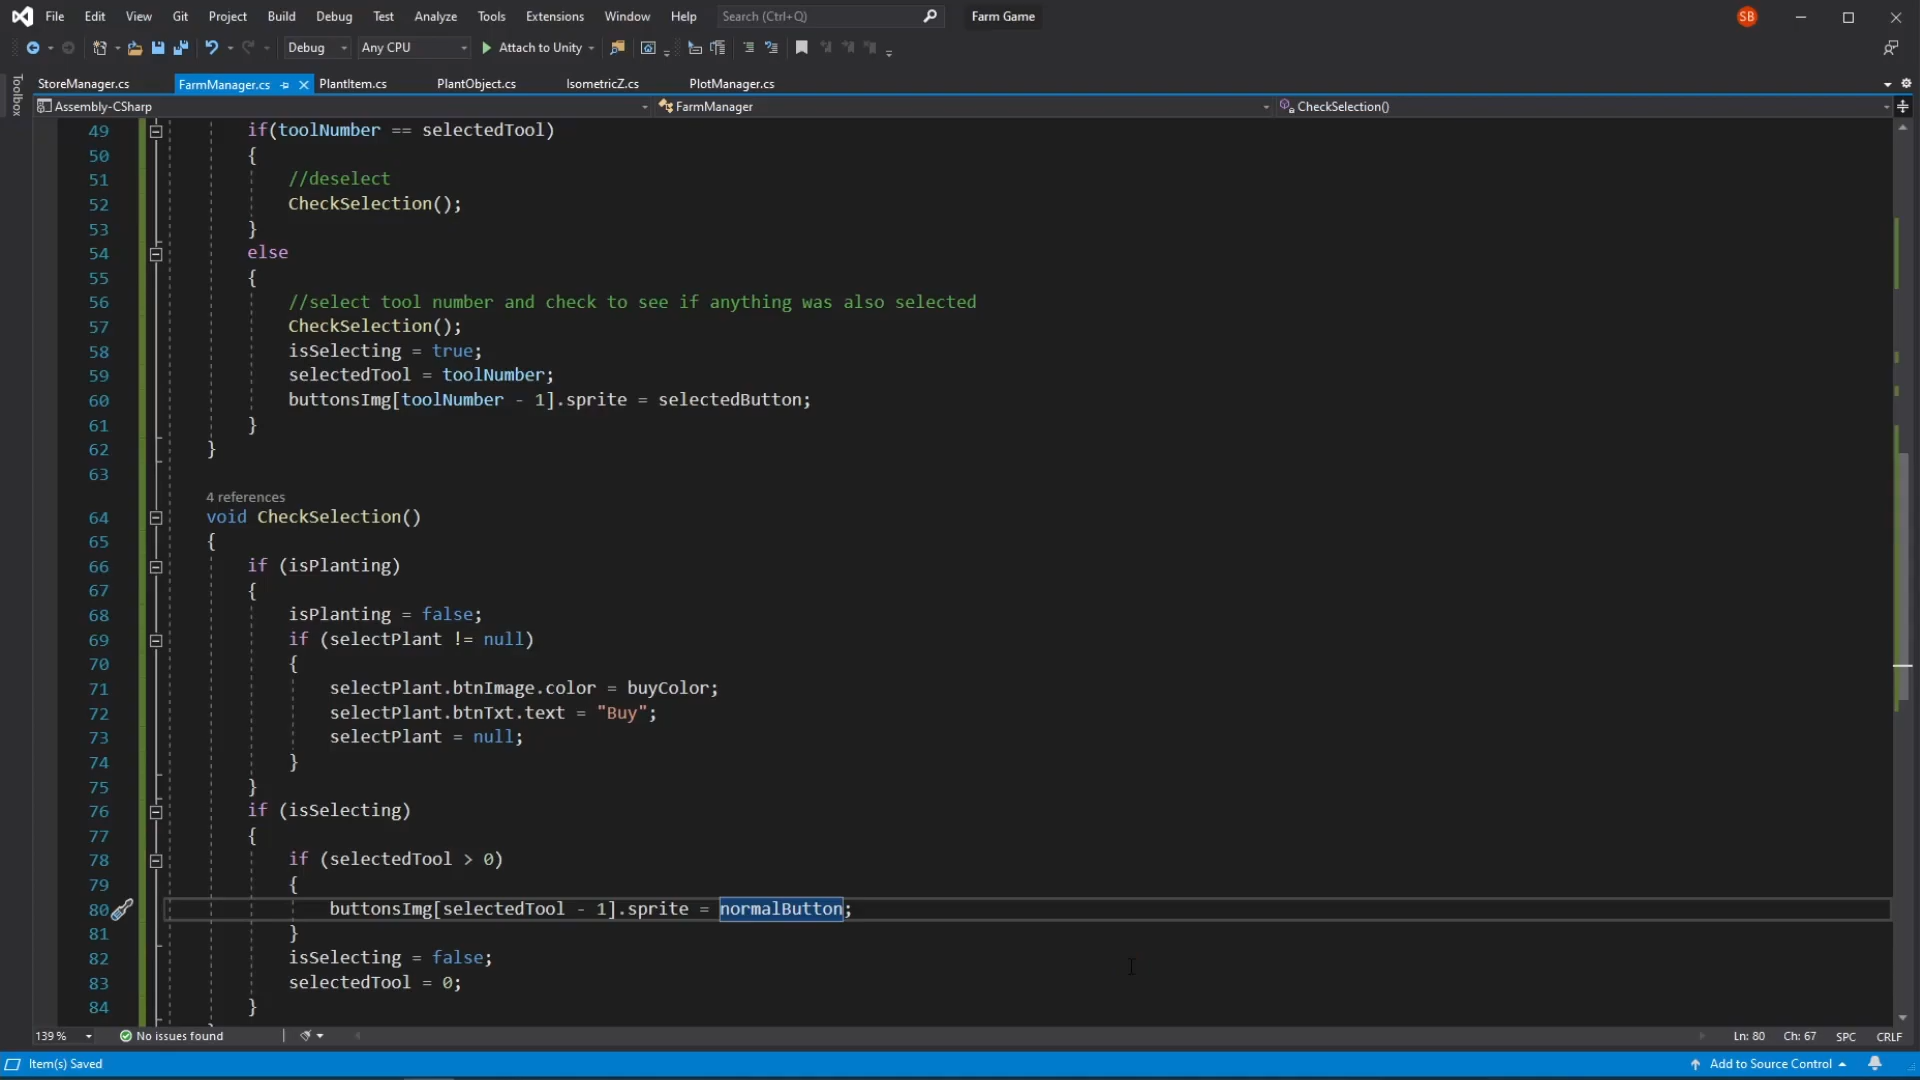 File Edit View Git Project Build Debug Test Analyze Tools Extensions Window Help Search (Ctrl+Q) Farm Game SB
Debug Any CPU Attach to Unity
Toolbox
StoreManager.cs FarmManager.cs PlantItem.cs PlantObject.cs IsometricZ.cs PlotManager.cs
Assembly-CSharp FarmManager CheckSelection()
49 if(toolNumber == selectedTool)
50 {
51 //deselect
52 CheckSelection();
53 }
54 else
55 {
56 //select tool number and check to see if anything was also selected
57 CheckSelection();
58 isSelecting = true;
59 selectedTool = toolNumber;
60 buttonsImg[toolNumber - 1].sprite = selectedButton;
61 }
62 }
63
4 references
64 void CheckSelection()
65 {
66 if (isPlanting)
67 {
68 isPlanting = false;
69 if (selectPlant != null)
70 {
71 selectPlant.btnImage.color = buyColor;
72 selectPlant.btnTxt.text = "Buy";
73 selectPlant = null;
74 }
75 }
76 if (isSelecting)
77 {
78 if (selectedTool > 0)
79 {
80 buttonsImg[selectedTool - 1].sprite = normalButton;
81 }
82 isSelecting = false;
83 selectedTool = 0;
84 }
139 % No issues found Ln: 80 Ch: 67 SPC CRLF
Item(s) Saved Add to Source Control